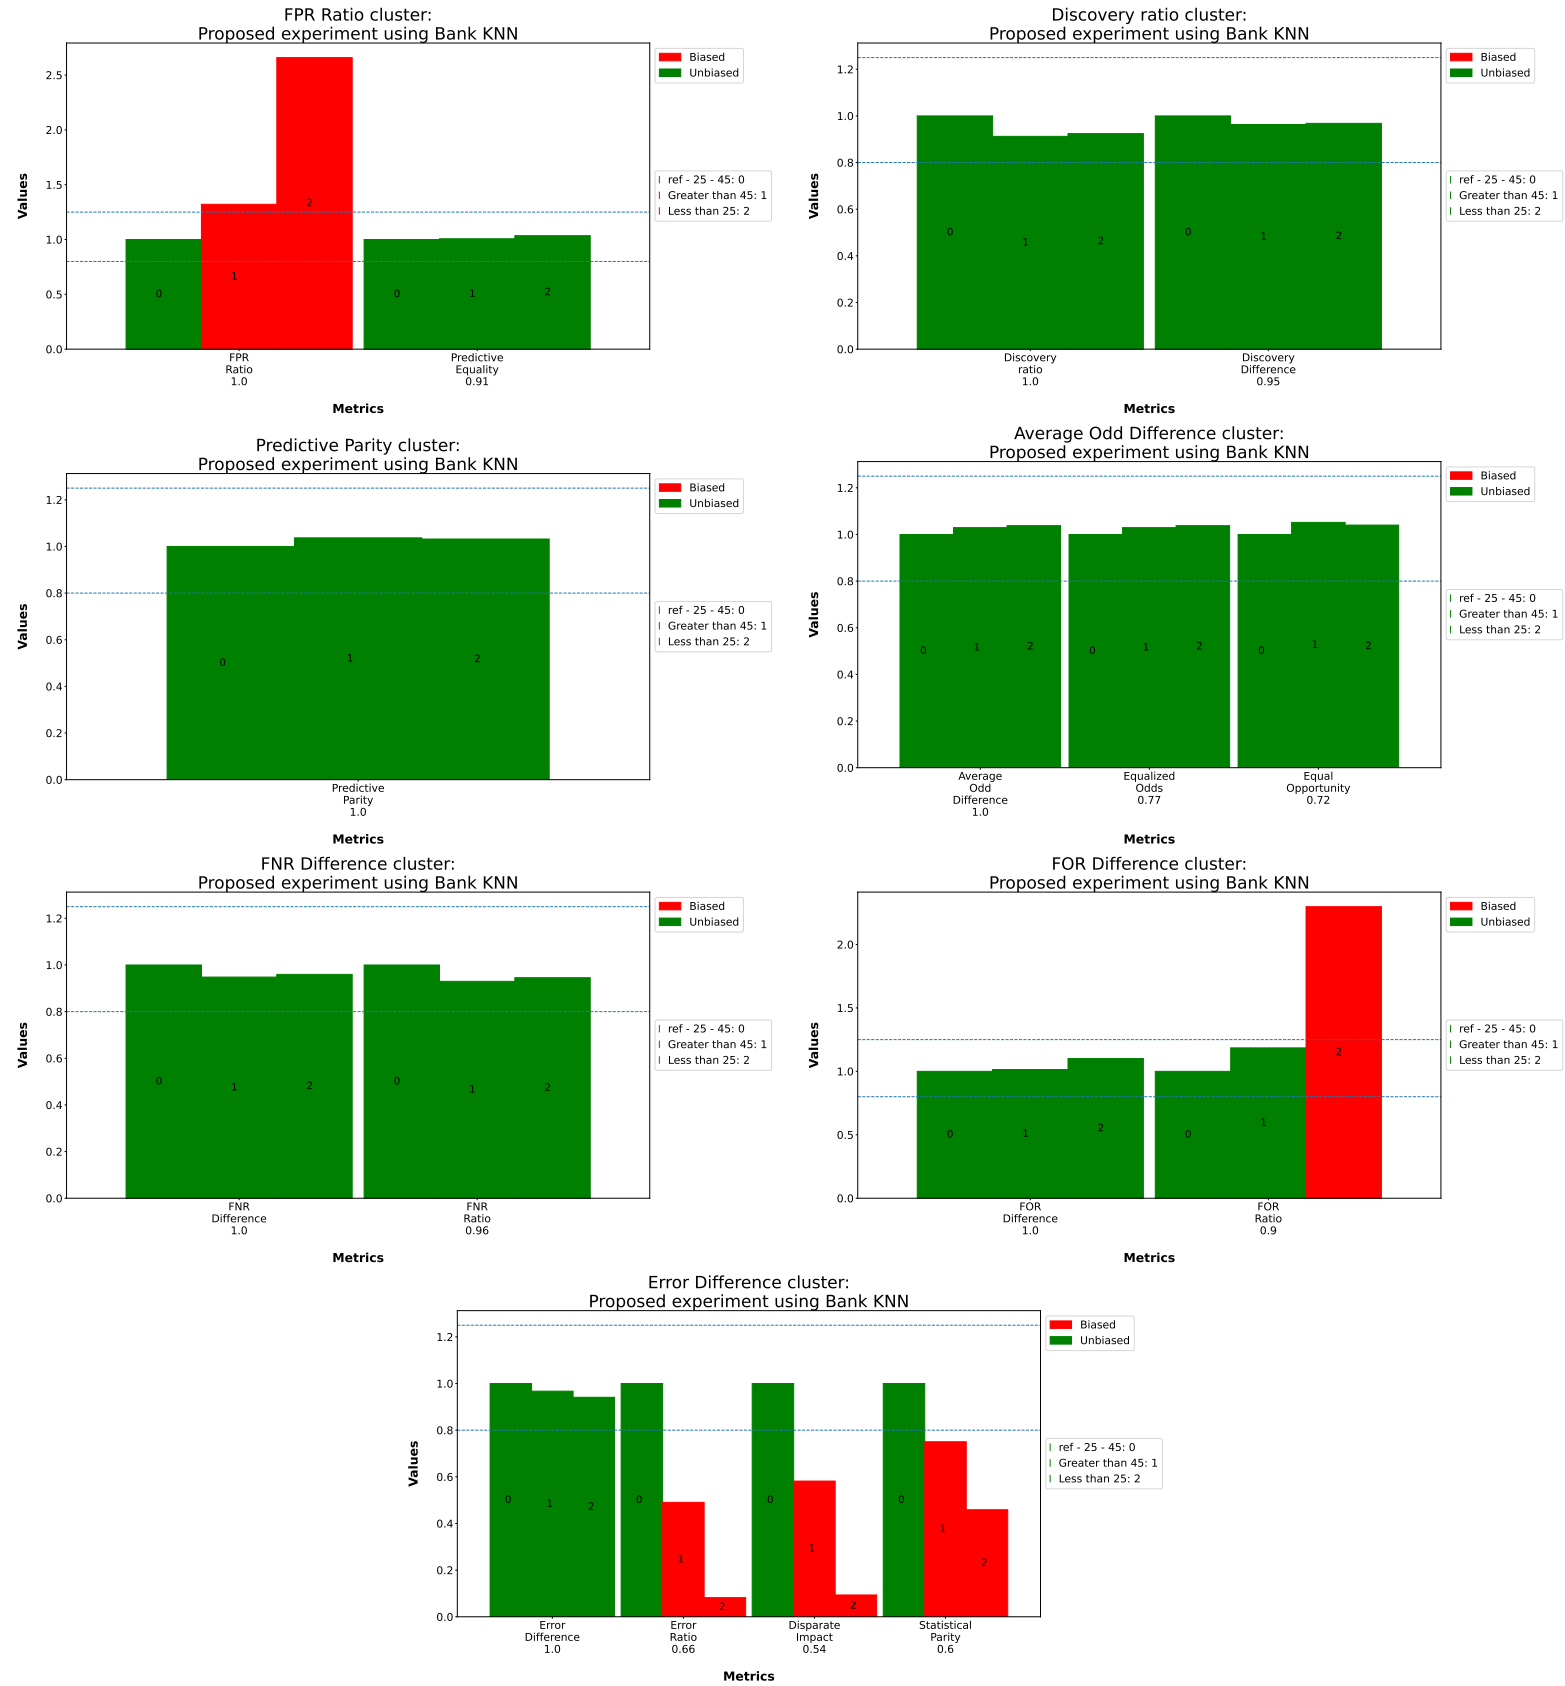 FPR Ratio cluster:
Proposed experiment using Bank KNN
Biased
Unbiased
2.5
2.0
1.5
1.0
0.5
0.0
Values
0
1
2
0
1
2
ref - 25 - 45: 0
Greater than 45: 1
Less than 25: 2
FPR
Ratio
1.0
Predictive
Equality
0.91
Metrics
Discovery ratio cluster:
Proposed experiment using Bank KNN
Biased
Unbiased
1.2
1.0
0.8
0.6
0.4
0.2
0.0
Values
0
1
2
0
1
2
ref - 25 - 45: 0
Greater than 45: 1
Less than 25: 2
Discovery
ratio
1.0
Discovery
Difference
0.95
Metrics
Predictive Parity cluster:
Proposed experiment using Bank KNN
Biased
Unbiased
1.2
1.0
0.8
0.6
0.4
0.2
0.0
Values
0
1
2
ref - 25 - 45: 0
Greater than 45: 1
Less than 25: 2
Predictive
Parity
1.0
Metrics
Average Odd Difference cluster:
Proposed experiment using Bank KNN
Biased
Unbiased
1.2
1.0
0.8
0.6
0.4
0.2
0.0
Values
0
1
2
0
1
2
0
1
2
ref - 25 - 45: 0
Greater than 45: 1
Less than 25: 2
Average
Odd
Difference
1.0
Equalized
Odds
0.77
Equal
Opportunity
0.72
Metrics
FNR Difference cluster:
Proposed experiment using Bank KNN
Biased
Unbiased
1.2
1.0
0.8
0.6
0.4
0.2
0.0
Values
0
1
2
0
1
2
ref - 25 - 45: 0
Greater than 45: 1
Less than 25: 2
FNR
Difference
1.0
FNR
Ratio
0.96
Metrics
FOR Difference cluster:
Proposed experiment using Bank KNN
Biased
Unbiased
2.0
1.5
1.0
0.5
0.0
Values
0
1
2
0
1
2
ref - 25 - 45: 0
Greater than 45: 1
Less than 25: 2
FOR
Difference
1.0
FOR
Ratio
0.9
Metrics
Error Difference cluster:
Proposed experiment using Bank KNN
Biased
Unbiased
1.2
1.0
0.8
0.6
0.4
0.2
0.0
Values
0
1
2
0
1
2
0
1
2
0
1
2
ref - 25 - 45: 0
Greater than 45: 1
Less than 25: 2
Error
Difference
1.0
Error
Ratio
0.66
Disparate
Impact
0.54
Statistical
Parity
0.6
Metrics